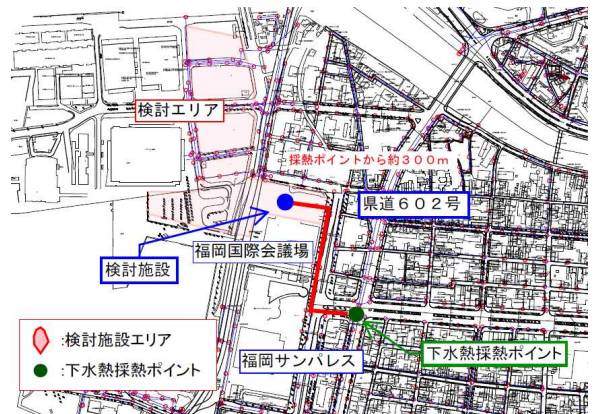 検討エリア
採熱ポイントから約300m
県道602号
福岡国際会議場
検討施設
福岡サンパレス
下水熱採熱ポイント
:検討施設エリア
:下水熱採熱ポイント